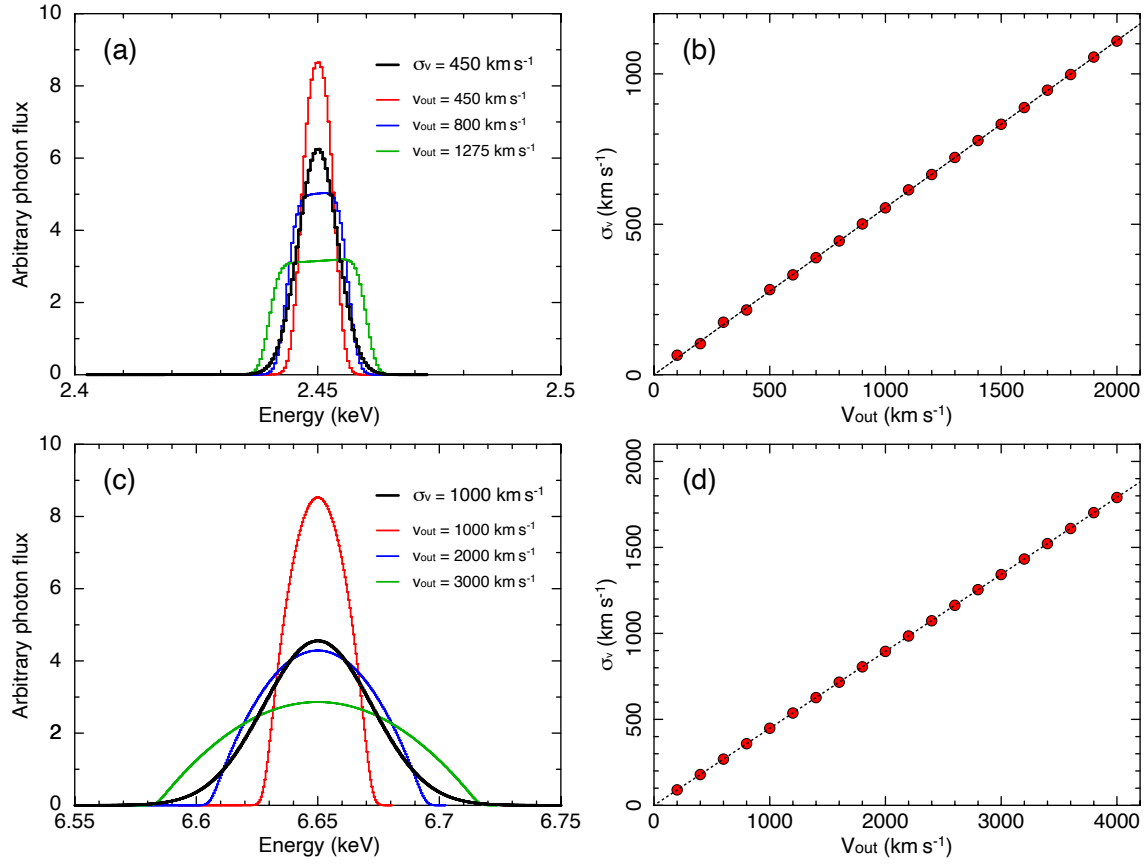 (a)
σv = 450 km s-1
vout = 450 km s-1
vout = 800 km s-1
vout = 1275 km s-1
Arbitrary photon flux
0 2 4 6 8 10
2.4 2.45 2.5
Energy (keV)
(b)
σv (km s-1)
0 500 1000
0 500 1000 1500 2000
Vout (km s-1)
(c)
σv = 1000 km s-1
vout = 1000 km s-1
vout = 2000 km s-1
vout = 3000 km s-1
Arbitrary photon flux
0 2 4 6 8 10
6.55 6.6 6.65 6.7 6.75
Energy (keV)
(d)
σv (km s-1)
0 500 1000 1500 2000
0 1000 2000 3000 4000
Vout (km s-1)